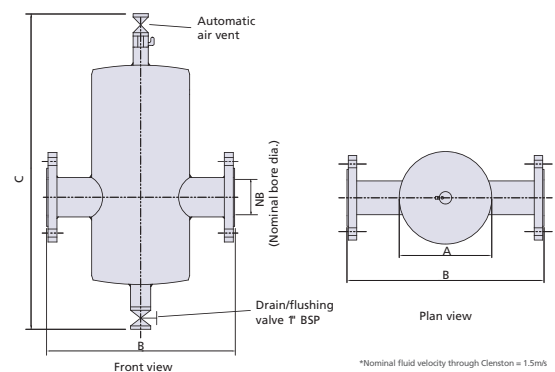 Automatic
air vent
C
NB
(Nominal bore dia.)
A
B
Drain/flushing
valve 1" BSP
B
Plan view
Front view
*Nominal fluid velocity through Clenston = 1.5m/s